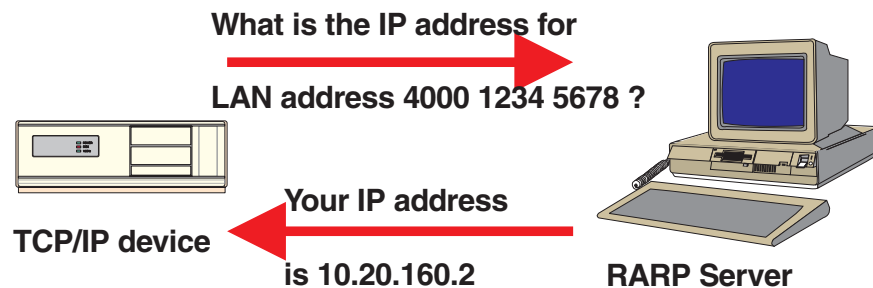 What is the IP address for
LAN address 4000 1234 5678 ?
Your IP address
is 10.20.160.2
TCP/IP device
RARP Server